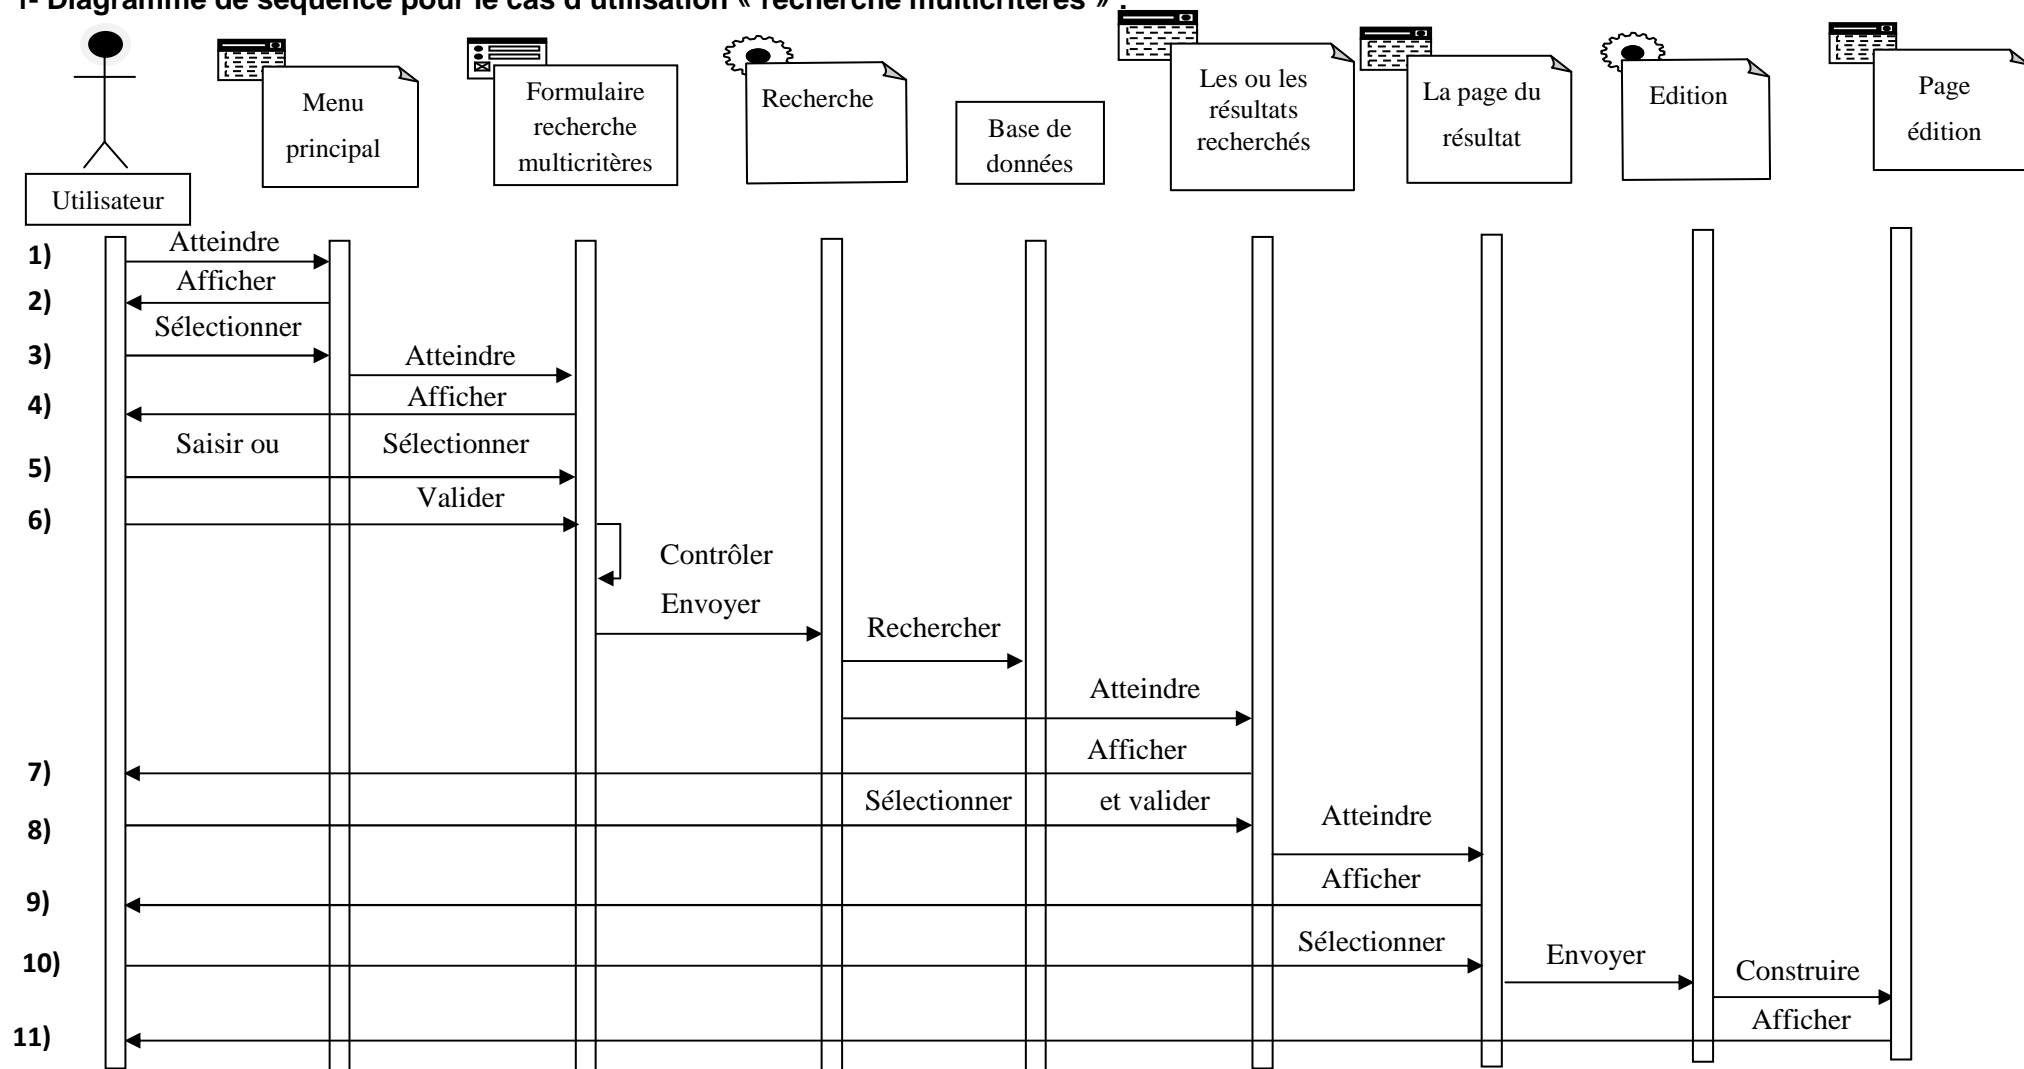 I- Diagramme de séquence pour le cas d'utilisation « recherche multicritères » :
Menu
principal
Formulaire
recherche
multicritères
Recherche
Base de
données
Les ou les
résultats
recherchés
La page du
résultat
Edition
Page
édition
Utilisateur
1)
Atteindre
Afficher
2)
Sélectionner
3)
Atteindre
Afficher
4)
Saisir ou Sélectionner
5)
Valider
6)
Contrôler
Envoyer
Rechercher
Atteindre
Afficher
7)
Sélectionner et valider
8)
Atteindre
Afficher
9)
Sélectionner
10)
Envoyer
Construire
Afficher
11)